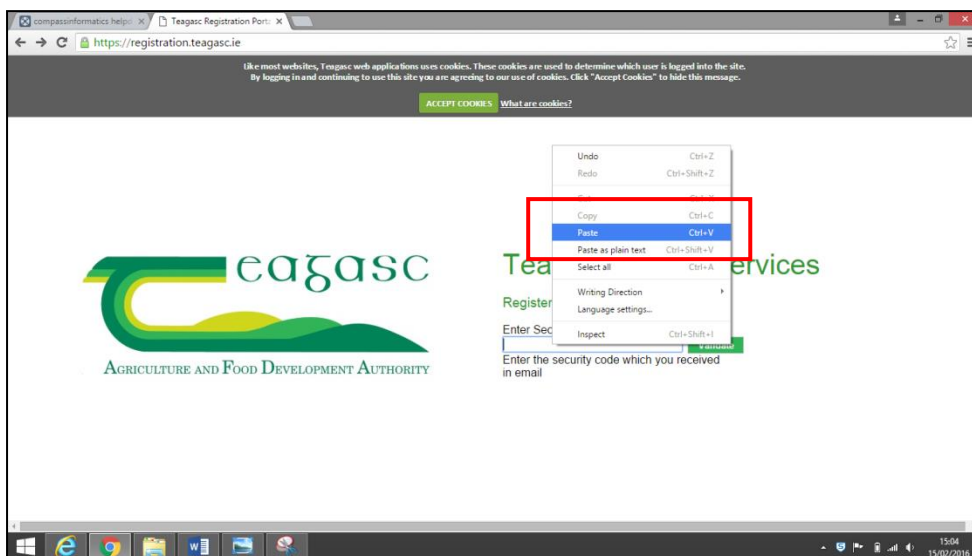 compassinformatics helpd
Teagasc Registration Port
https://registration.teagasc.ie
Like most websites, Teagasc web applications uses cookies. These cookies are used to determine which user is logged into the site.
By logging in and continuing to use this site you are agreeing to our use of cookies. Click "Accept Cookies" to hide this message.
ACCEPT COOKIES What are cookies?
Undo Ctrl+Z
Redo Ctrl+Shift+Z
Copy Ctrl+C
Paste Ctrl+V
Paste as plain text Ctrl+Shift+V
Select all Ctrl+A
Writing Direction
Language settings...
Inspect Ctrl+Shift+I
Teagasc
AGRICULTURE AND FOOD DEVELOPMENT AUTHORITY
Tea ervices
Register
Enter Sec
Validate
Enter the security code which you received
in email
15:04
15/02/2016